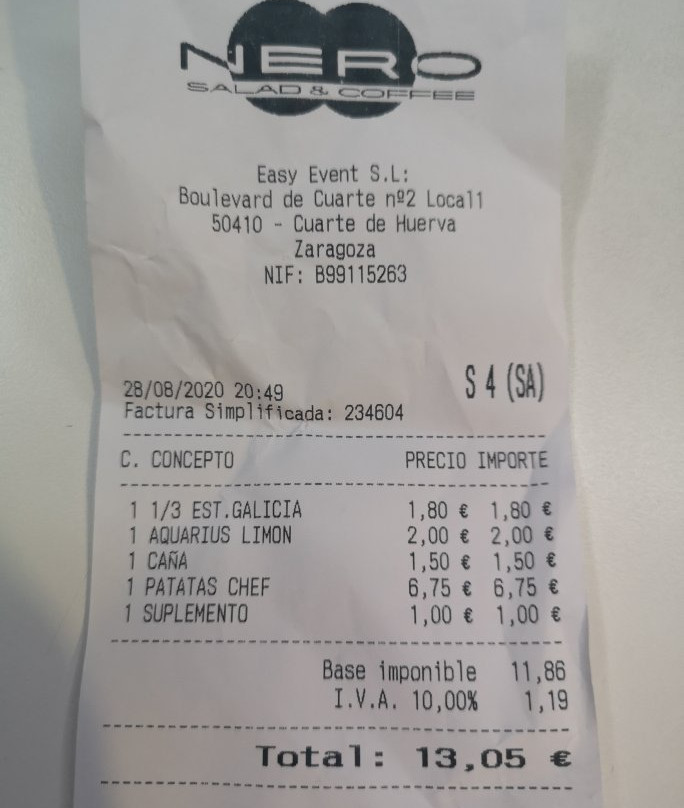 NERO
SALAD & COFFEE
Easy Event S.L:
Boulevard de Cuarte nº2 Local1
50410 - Cuarte de Huerva
Zaragoza
NIF: B99115263
S 4 (SA)
28/08/2020 20:49
Factura Simplificada: 234604
C. CONCEPTO PRECIO IMPORTE
1 1/3 EST.GALICIA 1,80 € 1,80 €
1 AQUARIUS LIMON 2,00 € 2,00 €
1 CAÑA 1,50 € 1,50 €
1 PATATAS CHEF 6,75 € 6,75 €
1 SUPLEMENTO 1,00 € 1,00 €
Base imponible 11,86
I.V.A. 10,00% 1,19
Total: 13,05 €